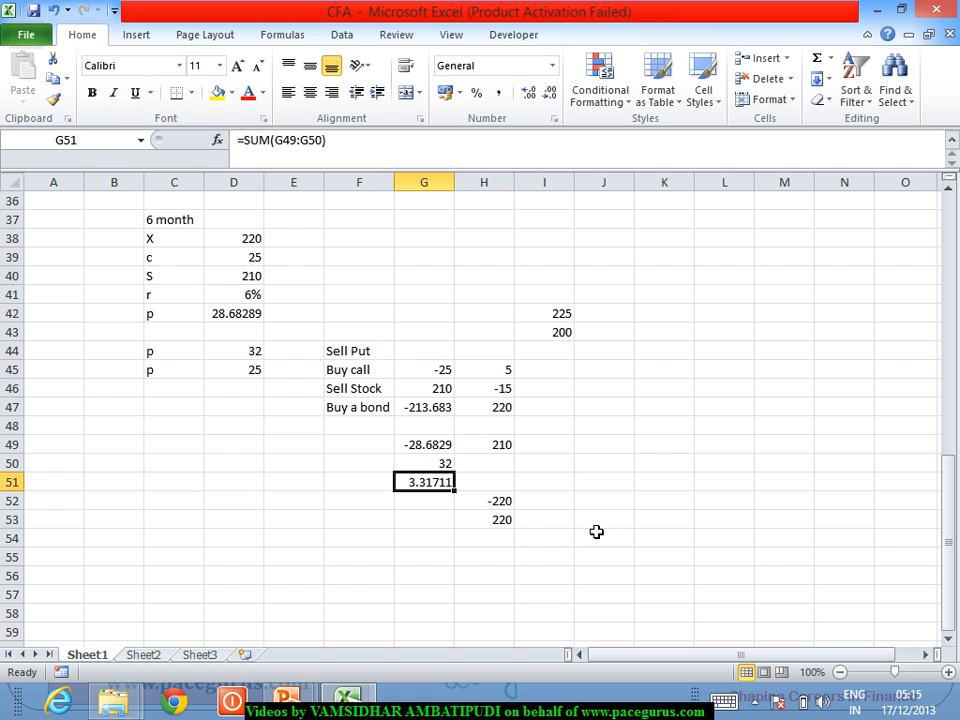 CFA - Microsoft Excel (Product Activation Failed)
File Home Insert Page Layout Formulas Data Review View Developer
Paste
Calibri 11
B I U
General
Conditional Formatting
Format as Table
Cell Styles
Insert
Delete
Format
Sort & Filter
Find & Select
Clipboard Font Alignment Number Styles Cells Editing
G51 fx =SUM(G49:G50)
A B C D E F G H I J K L M N O
36
37 6 month
38 X 220
39 c 25
40 S 210
41 r 6%
42 p 28.68289 225
43 200
44 p 32 Sell Put
45 p 25 Buy call -25 5
46 Sell Stock 210 -15
47 Buy a bond -213.683 220
48
49 -28.6829 210
50 32
51 3.31711
52 -220
53 220
54
55
56
57
58
59
Sheet1 Sheet2 Sheet3
Ready 100%
www.pacegurus.com
Shaping Careers in Finance
ENG 05:15
IN 17/12/2013
Videos by VAMSIDHAR AMBATIPUDI on behalf of www.pacegurus.com